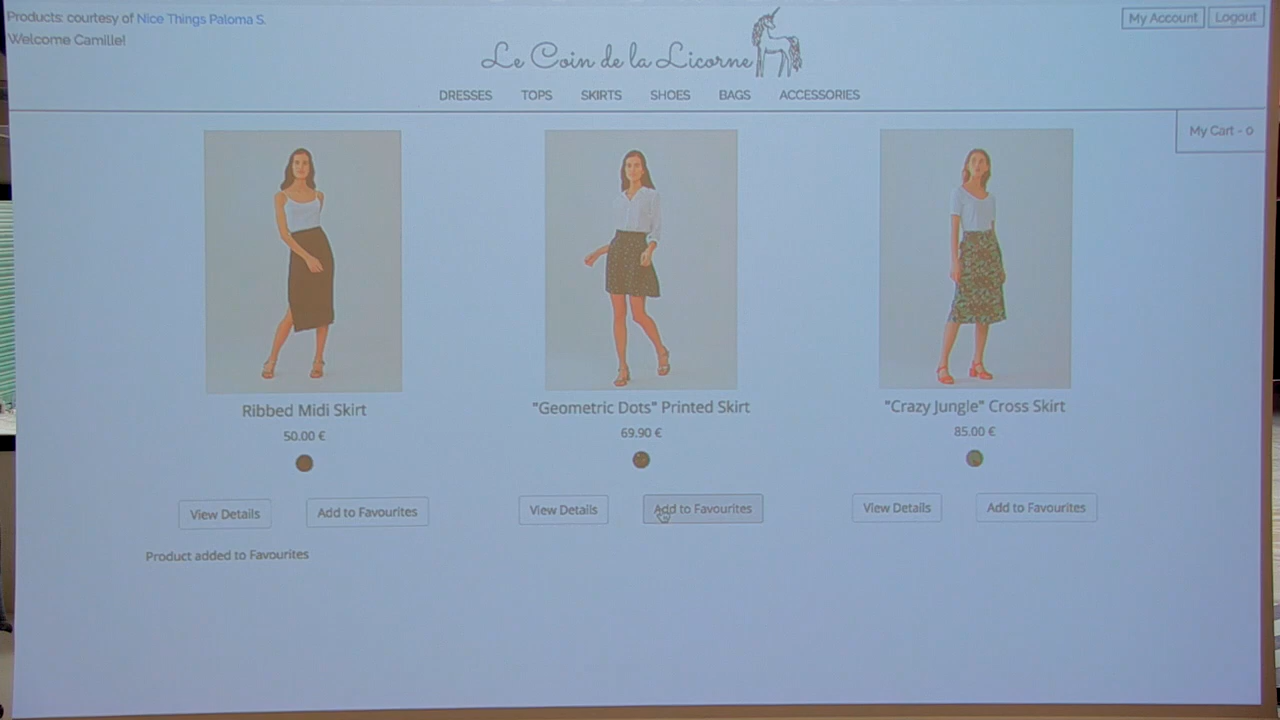 Products: courtesy of Nice Things Paloma S.
Welcome Camille!
My Account
Logout
Le Coin de la Licorne
DRESSES TOPS SKIRTS SHOES BAGS ACCESSORIES
My Cart - 0
Ribbed Midi Skirt
50.00 €
View Details
Add to Favourites
Product added to Favourites
"Geometric Dots" Printed Skirt
69.90 €
View Details
Add to Favourites
"Crazy Jungle" Cross Skirt
85.00 €
View Details
Add to Favourites